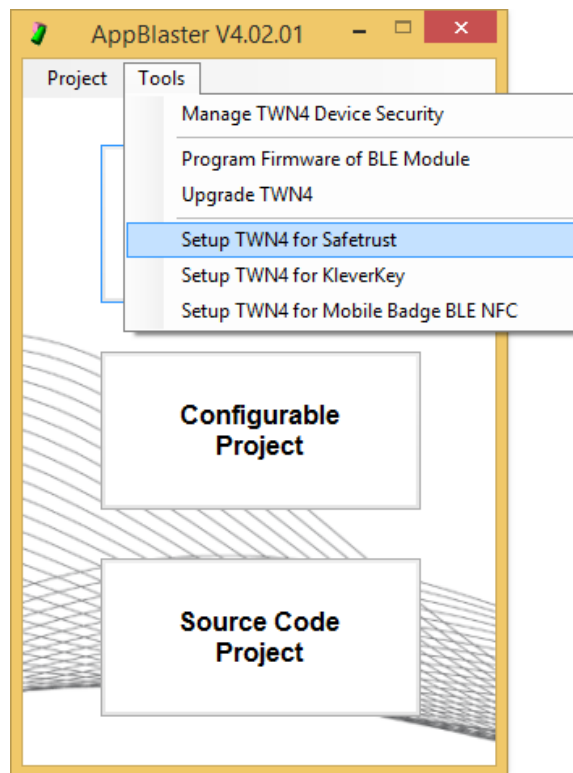 AppBlaster V4.02.01
Project Tools
Manage TWN4 Device Security
Program Firmware of BLE Module
Upgrade TWN4
Setup TWN4 for Safetrust
Setup TWN4 for KleverKey
Setup TWN4 for Mobile Badge BLE NFC
Configurable
Project
Source Code
Project